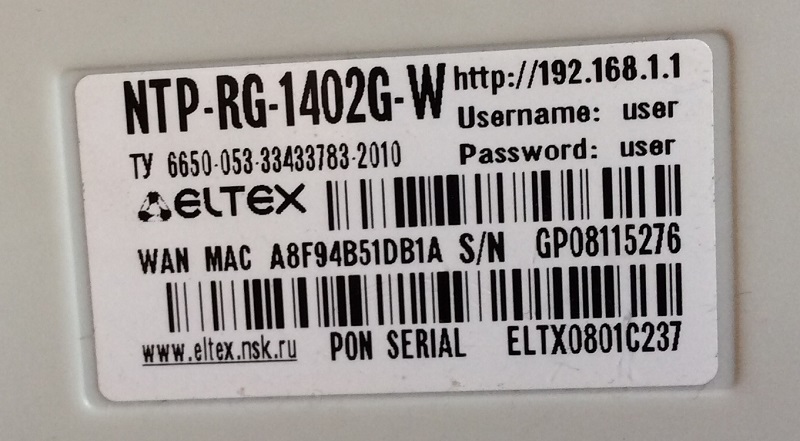 NTP-RG-1402G-W
http://192.168.1.1
Username: user
ТУ 6650-053-33433783-2010
Password: user
ELTEX
WAN MAC A8F94B51DB1A S/N GP08115276
www.eltex.nsk.ru PON SERIAL ELTX0801C237